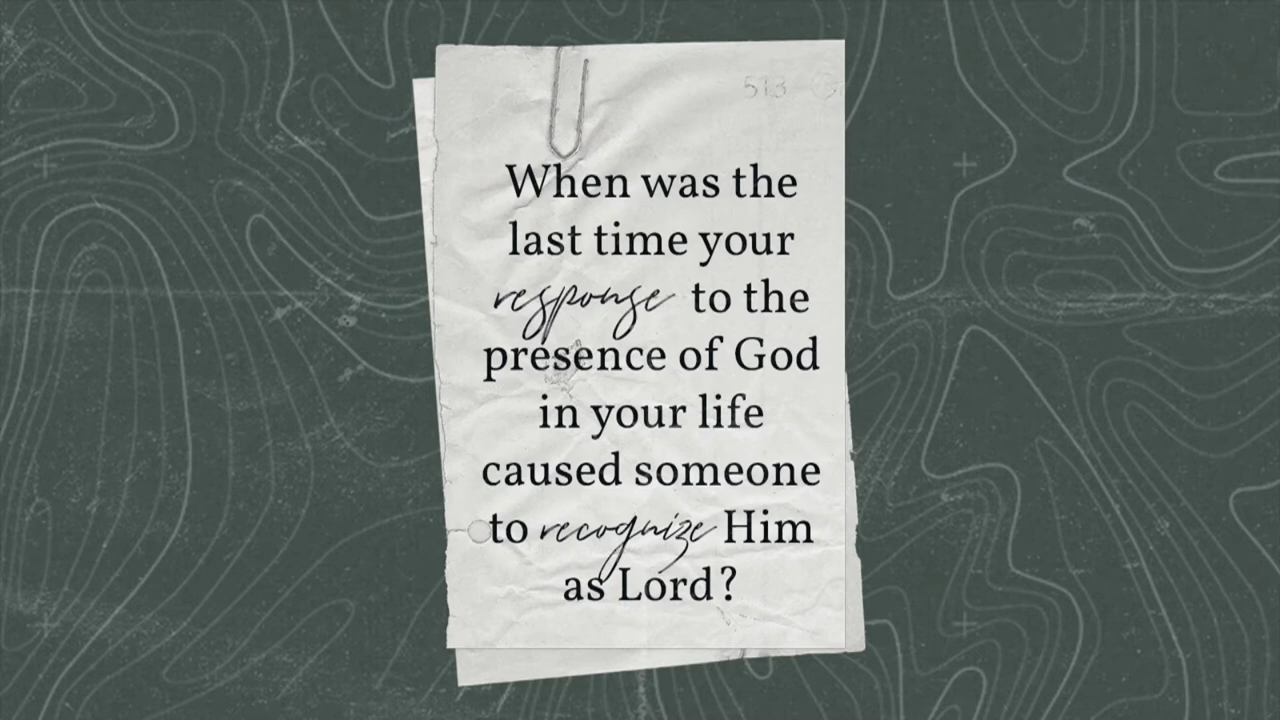 513
When was the
last time your
response to the
presence of God
in your life
caused someone
to recognize Him
as Lord?